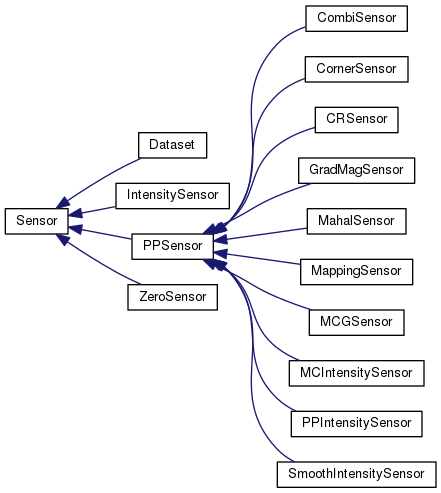 Sensor
Dataset
IntensitySensor
PPSensor
ZeroSensor
CombiSensor
CornerSensor
CRSensor
GradMagSensor
MahalSensor
MappingSensor
MCGSensor
MCIntensitySensor
PPIntensitySensor
SmoothIntensitySensor